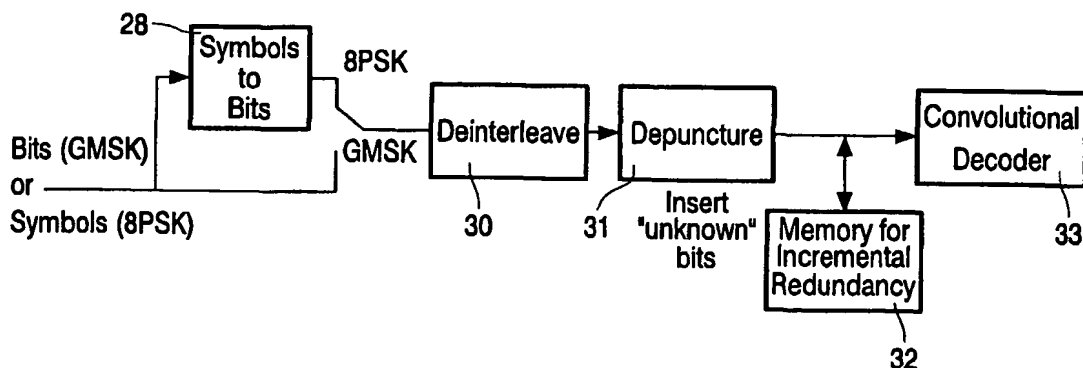 28
Symbols
to
Bits
8PSK
GMSK
Bits (GMSK)
or
Symbols (8PSK)
Deinterleave
30
Depuncture
31
Insert
"unknown"
bits
Memory for
Incremental
Redundancy
32
Convolutional
Decoder
33